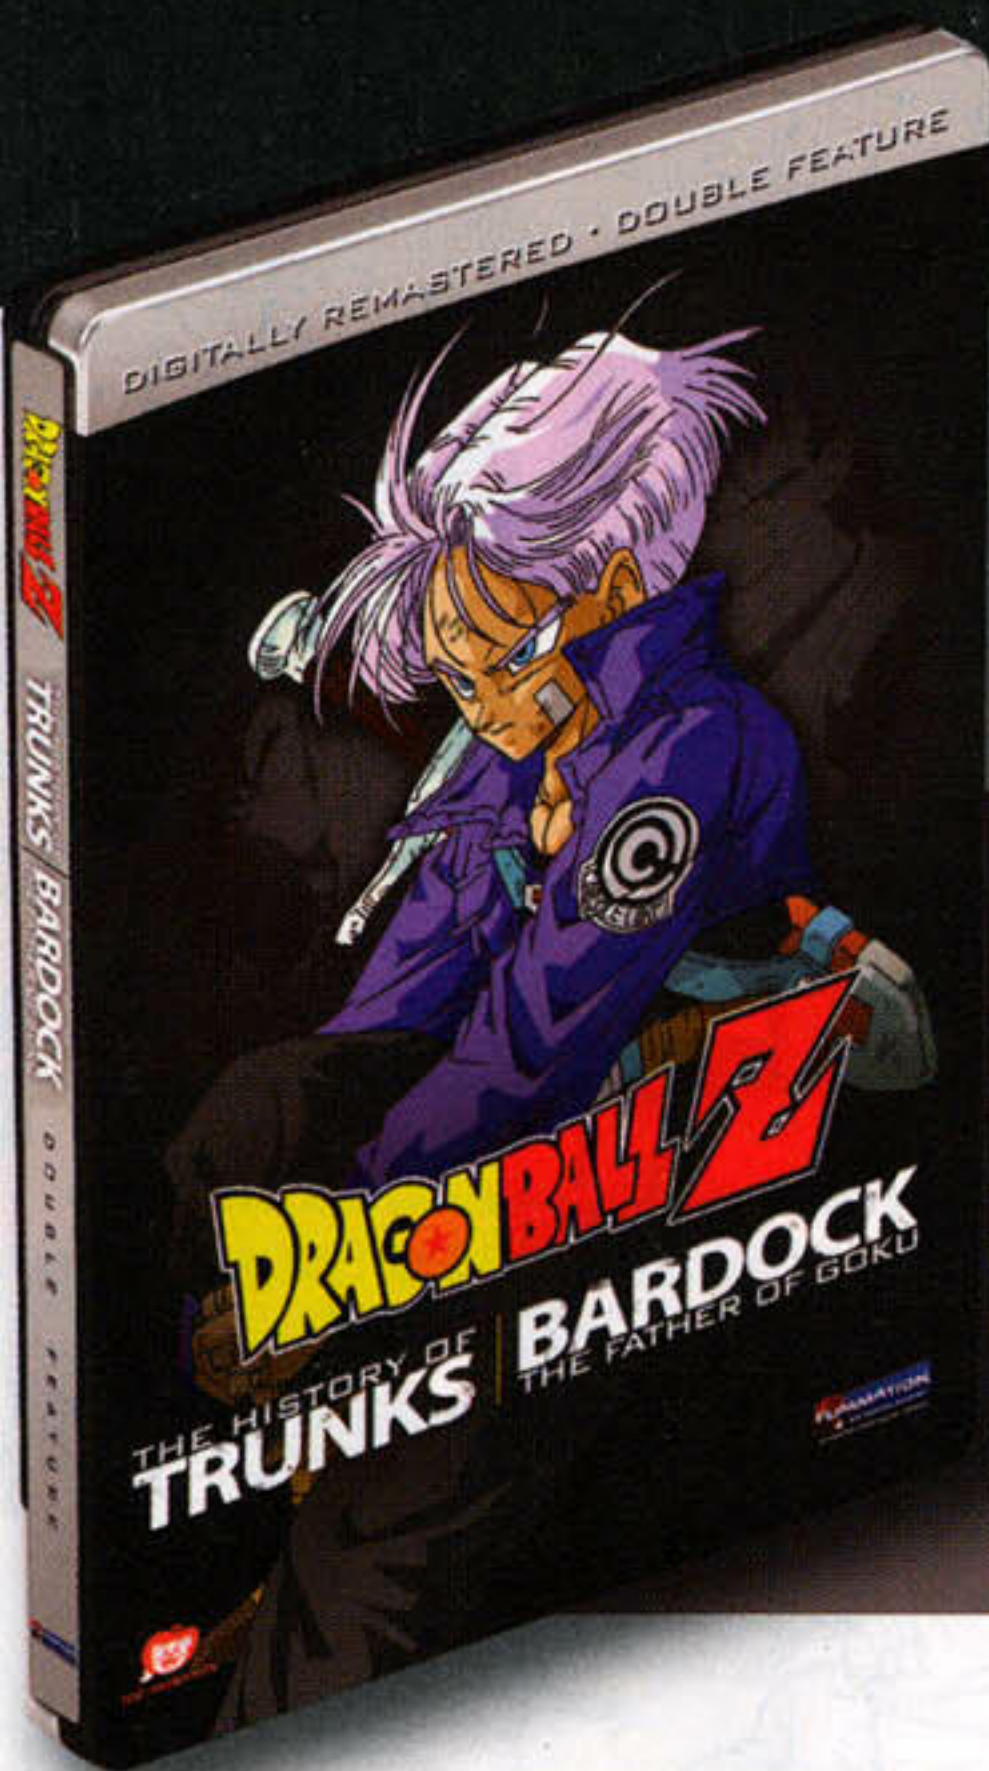 DIGITALLY REMASTERED • DOUBLE FEATURE
DRAGON BALL Z
THE HISTORY OF
TRUNKS
BARDOCK
THE FATHER OF GOKU
FUNIMATION
DRAGON BALL Z
TRUNKS
BARDOCK
DOUBLE FEATURE